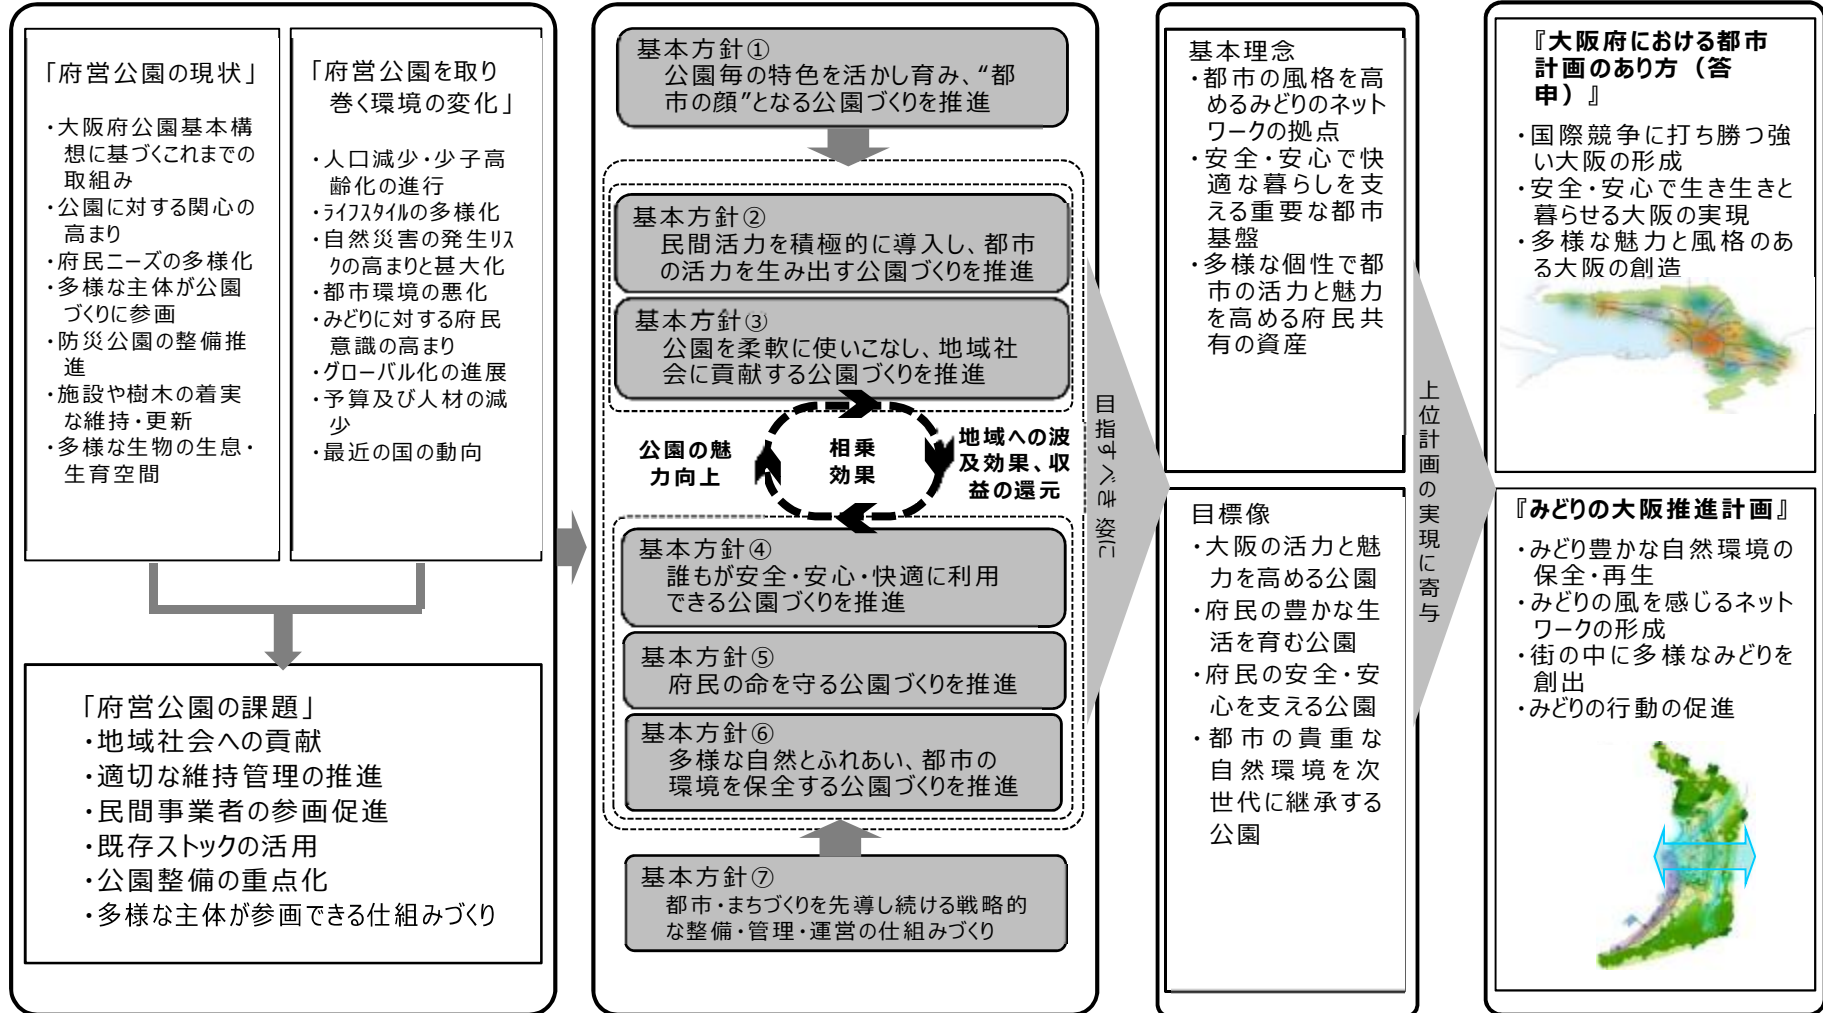 「府営公園の現状」
・大阪府公園基本構
想に基づくこれまでの
取組み
・公園に対する関心の
高まり
・府民ニーズの多様化
・多様な主体が公園
づくりに参画
・防災公園の整備推
進
・施設や樹木の着実
な維持・更新
・多様な生物の生息・
生育空間
「府営公園を取り
巻く環境の変化」
・人口減少・少子高
齢化の進行
・ライフスタイルの多様化
・自然災害の発生リス
クの高まりと甚大化
・都市環境の悪化
・みどりに対する府民
意識の高まり
・グローバル化の進展
・予算及び人材の減
少
・最近の国の動向
「府営公園の課題」
・地域社会への貢献
・適切な維持管理の推進
・民間事業者の参画促進
・既存ストックの活用
・公園整備の重点化
・多様な主体が参画できる仕組みづくり
基本方針①
公園毎の特色を活かし育み、“都
市の顔”となる公園づくりを推進
基本方針②
民間活力を積極的に導入し、都市
の活力を生み出す公園づくりを推進
基本方針③
公園を柔軟に使いこなし、地域社
会に貢献する公園づくりを推進
公園の魅
力向上
相乗
効果
地域への波
及効果、収
益の還元
基本方針④
誰もが安全・安心・快適に利用
できる公園づくりを推進
基本方針⑤
府民の命を守る公園づくりを推進
基本方針⑥
多様な自然とふれあい、都市の
環境を保全する公園づくりを推進
基本方針⑦
都市・まちづくりを先導し続ける戦略的
な整備・管理・運営の仕組みづくり
目指すべき姿に
基本理念
・都市の風格を高
めるみどりのネット
ワークの拠点
・安全・安心で快
適な暮らしを支
える重要な都市
基盤
・多様な個性で都
市の活力と魅力
を高める府民共
有の資産
目標像
・大阪の活力と魅
力を高める公園
・府民の豊かな生
活を育む公園
・府民の安全・安
心を支える公園
・都市の貴重な
自然環境を次
世代に継承する
公園
上位計画の実現に寄与
『大阪府における都市
計画のあり方（答
申）』
・国際競争に打ち勝つ強
い大阪の形成
・安全・安心で生き生きと
暮らせる大阪の実現
・多様な魅力と風格のあ
る大阪の創造
『みどりの大阪推進計画』
・みどり豊かな自然環境の
保全・再生
・みどりの風を感じるネット
ワークの形成
・街の中に多様なみどりを
創出
・みどりの行動の促進